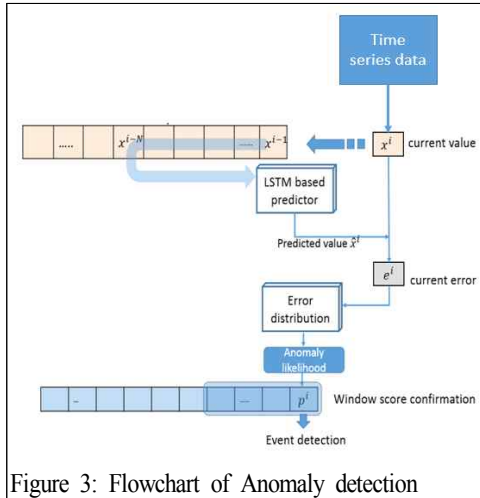 Time
series data
..... x^{i-N} ..... x^{i-1}
x^i current value
LSTM based
predictor
Predicted value x̂^i
e^i
current error
Error
distribution
Anomaly
likelihood
.. .... p^i
Window score confirmation
Event detection
Figure 3: Flowchart of Anomaly detection